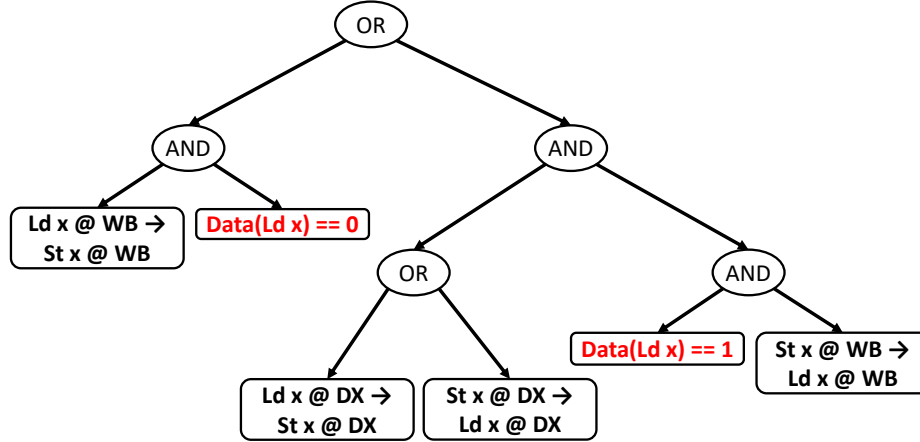 OR
AND
AND
Ld x @ WB →
St x @ WB
Data(Ld x) == 0
OR
AND
Data(Ld x) == 1
St x @ WB →
Ld x @ WB
Ld x @ DX →
St x @ DX
St x @ DX →
Ld x @ DX